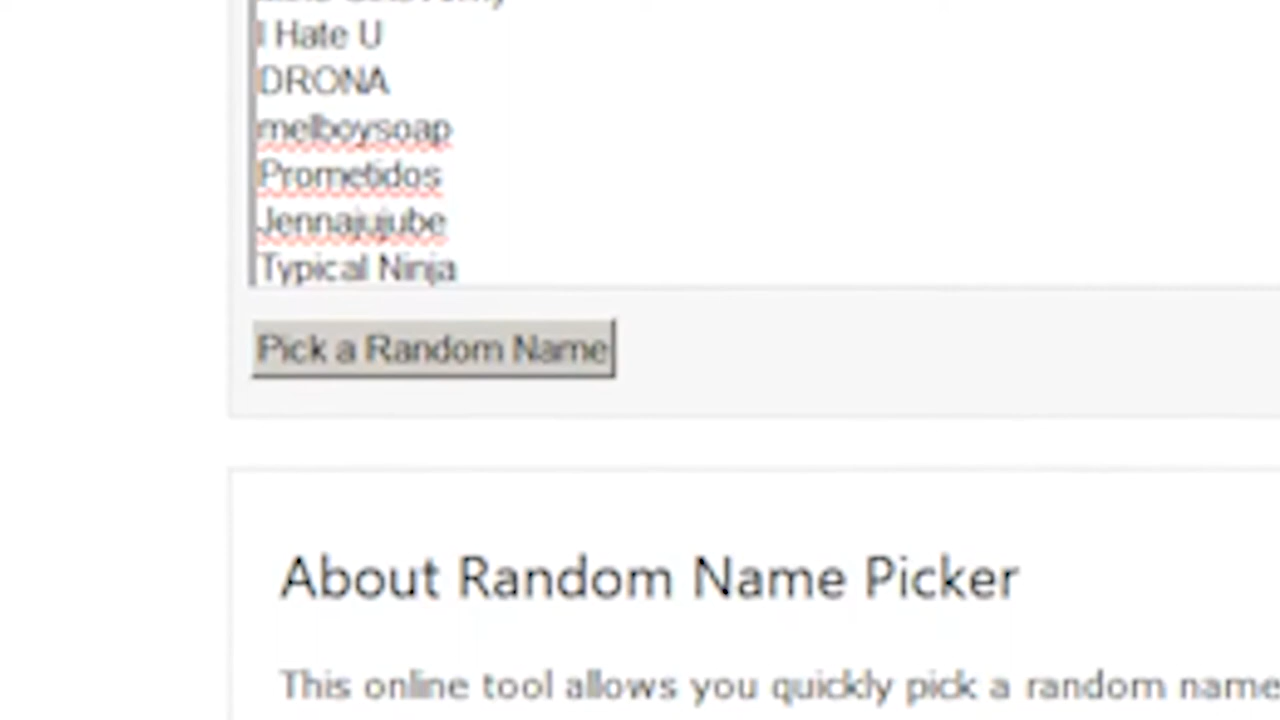 I Hate U
DRONA
melboysoap
Prometidos
Jennajujube
Typical Ninja
Pick a Random Name
About Random Name Picker
This online tool allows you quickly pick a random name